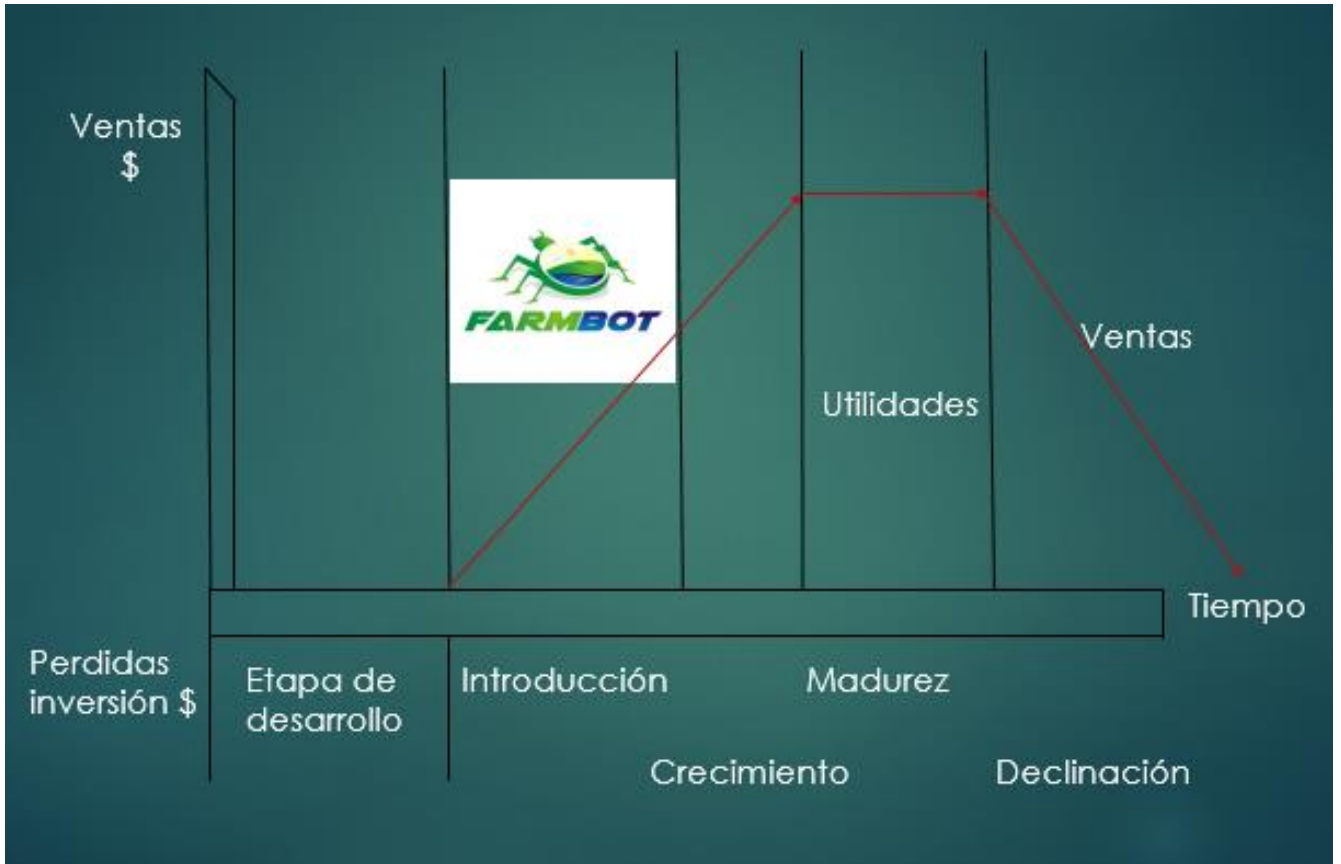 Ventas
$
FARMBOT
Ventas
Utilidades
Tiempo
Perdidas
inversión $
Etapa de
desarrollo
Introducción
Madurez
Crecimiento
Declinación